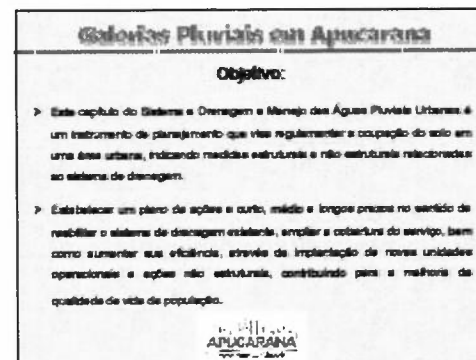 Galerias Pluviais em Apucarana
Objetivo:
➢ Este capítulo do Sistema e Drenagem e Manejo das Águas Pluviais Urbanas é
um instrumento de planejamento que visa regulamentar a ocupação do solo em
uma área urbana, indicando medidas estruturais e não estruturais relacionadas
ao sistema de drenagem.
➢ Estabelecer um plano de ações a curto, médio e longos prazos no sentido de
reabilitar o sistema de drenagem existente, ampliar a cobertura do serviço, bem
como aumentar sua eficiência, através da implantação de novas unidades
operacionais e ações não estruturais, contribuindo para a melhoria da
qualidade de vida da população.
APUCARANA